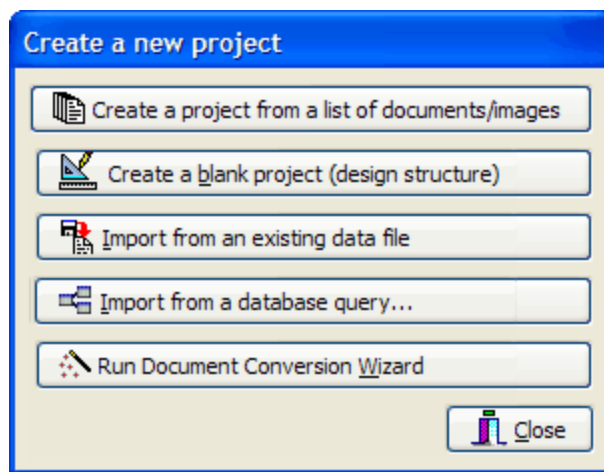 Create a new project
Create a project from a list of documents/images
Create a blank project (design structure)
Import from an existing data file
Import from a database query...
Run Document Conversion Wizard
Close